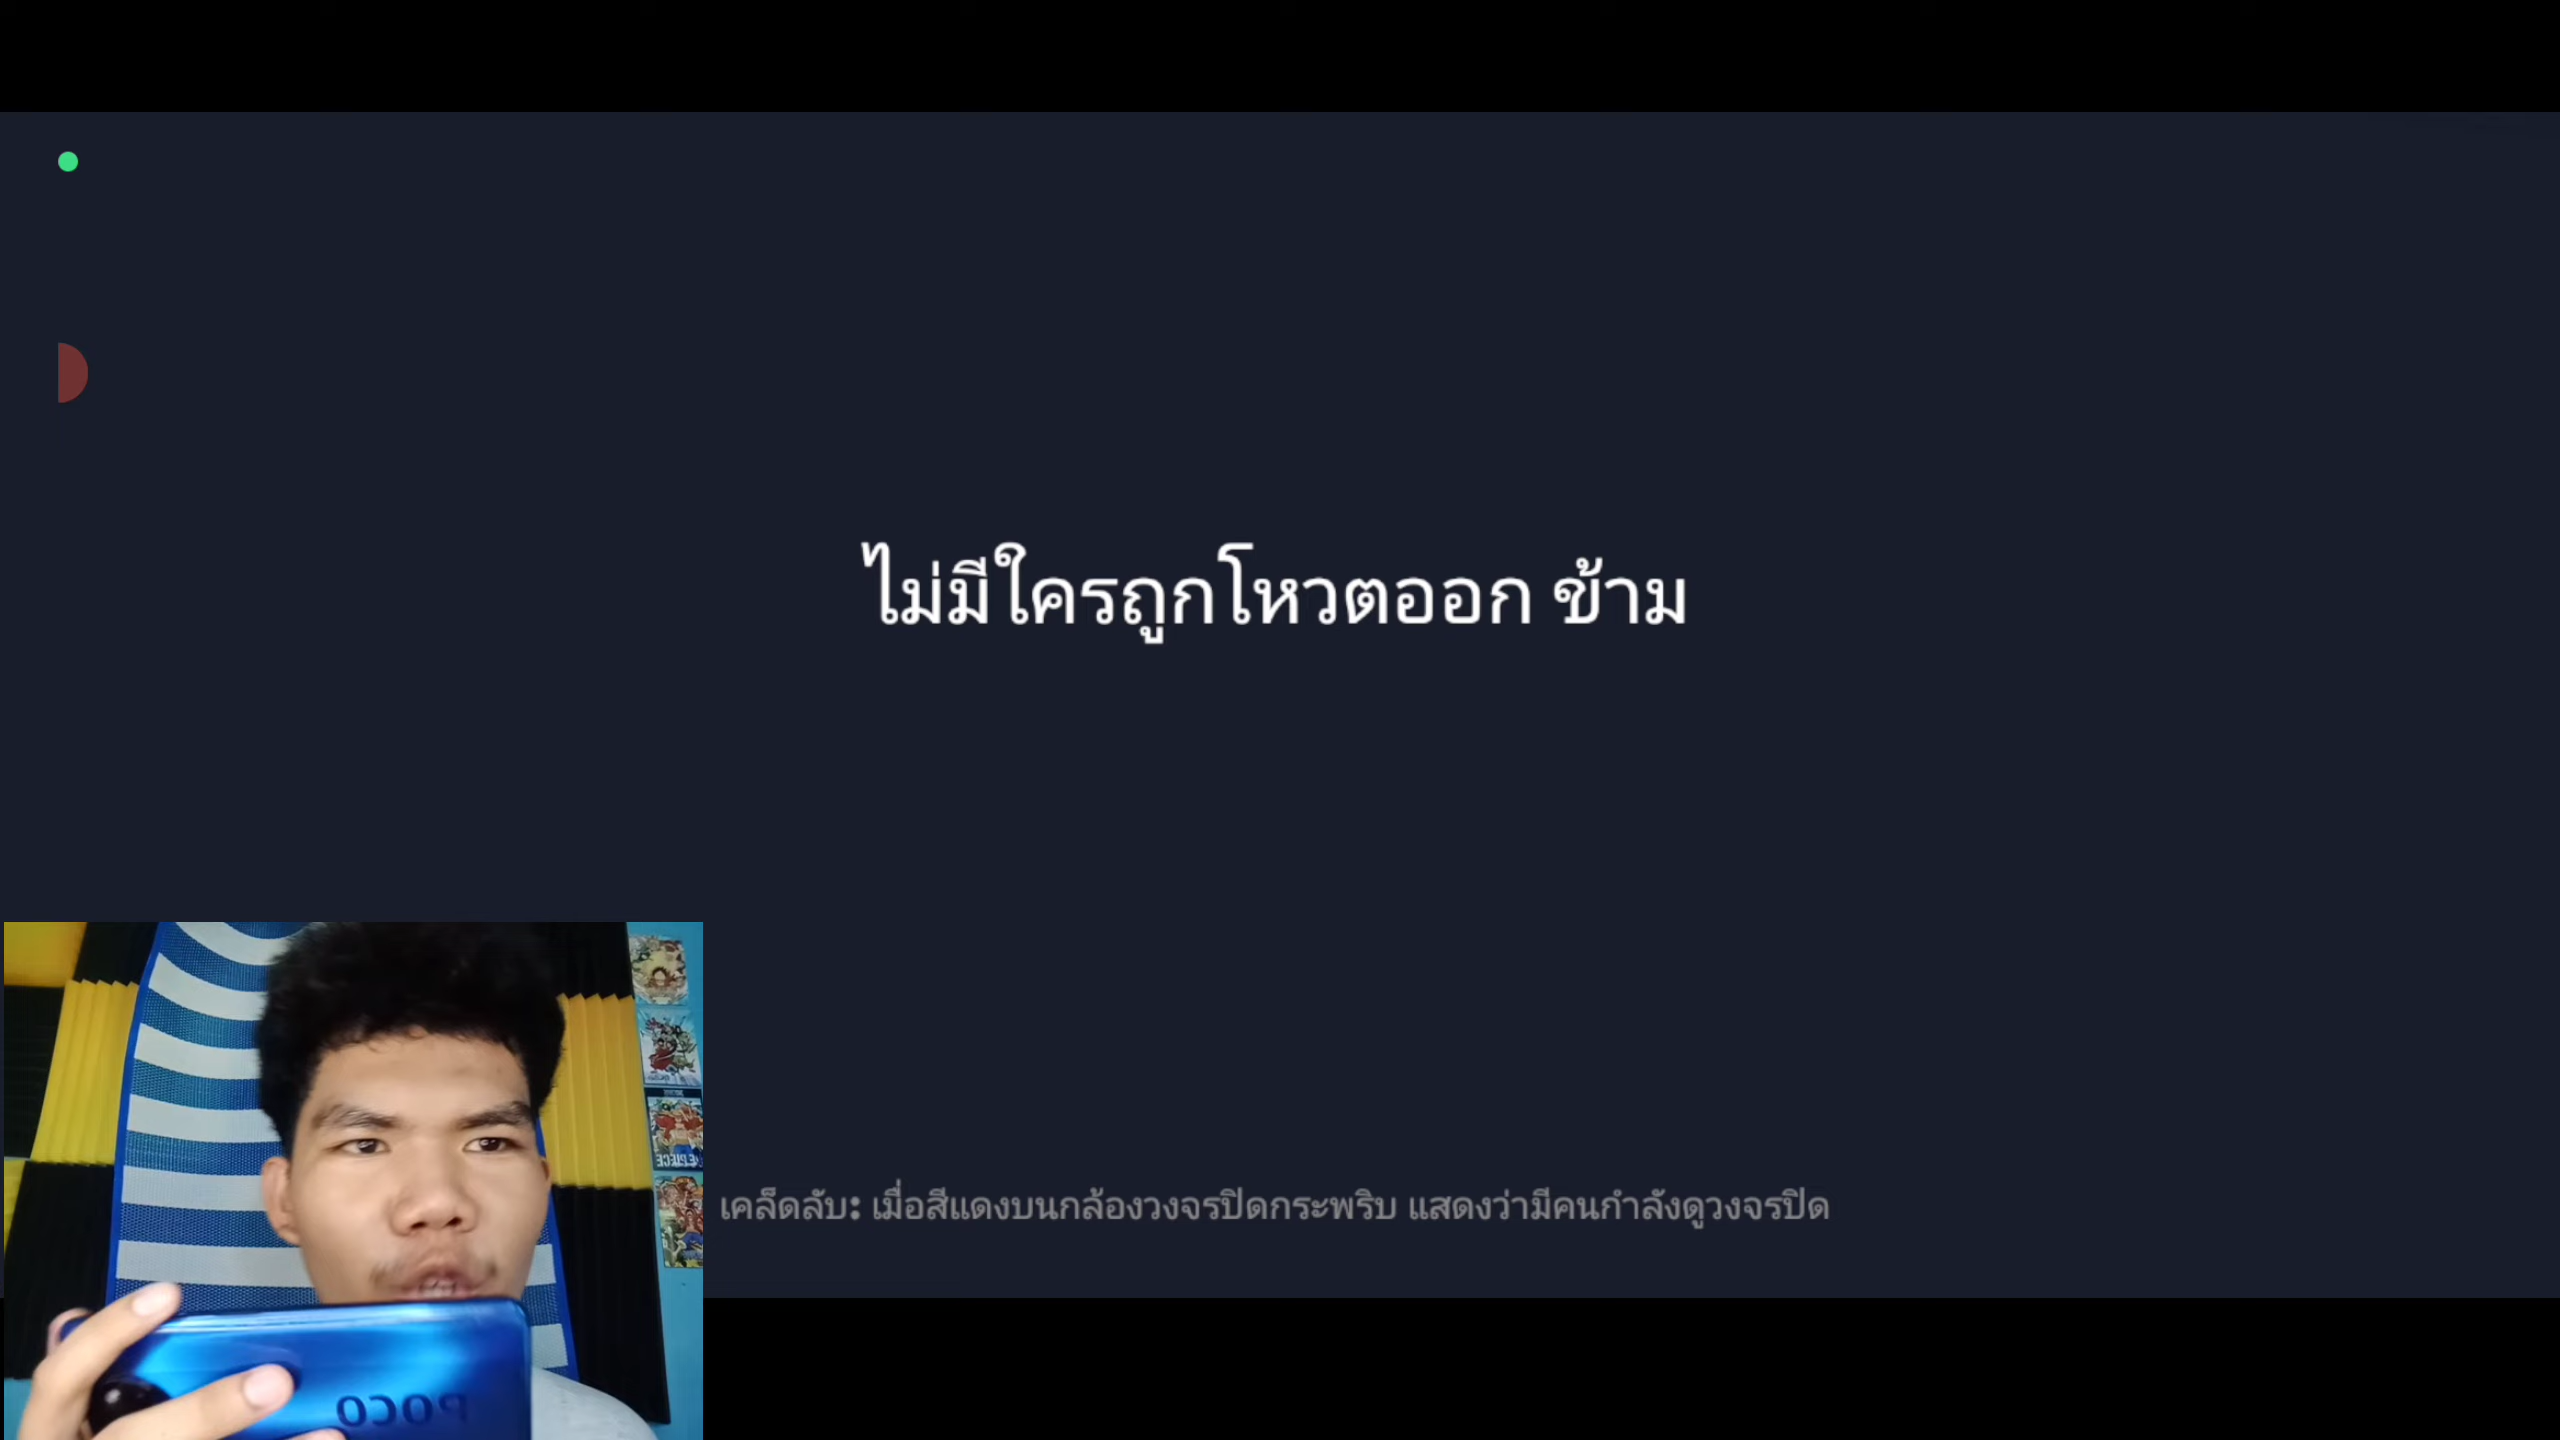 ไม่มีใครถูกโหวตออก ข้าม
เคล็ดลับ: เมื่อสีแดงบนกล้องวงจรปิดกระพริบ แสดงว่ามีคนกำลังดูวงจรปิด
POCO